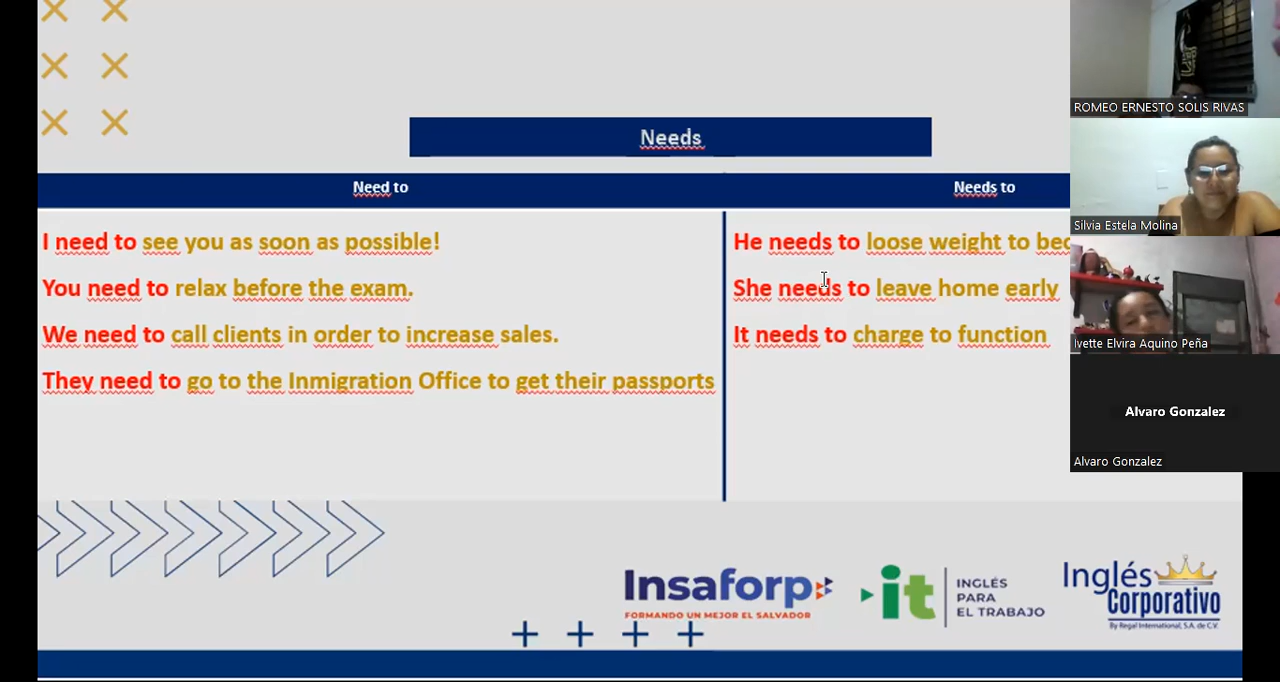 Needs
Need to
Needs to
I need to see you as soon as possible!
You need to relax before the exam.
We need to call clients in order to increase sales.
They need to go to the Inmigration Office to get their passports
He needs to loose weight to bec
She needs to leave home early
It needs to charge to function
ROMEO ERNESTO SOLIS RIVAS
Silvia Estela Molina
Ivette Elvira Aquino Peña
Alvaro Gonzalez
Alvaro Gonzalez
Insaforp
FORMANDO UN MEJOR EL SALVADOR
it
INGLÉS
PARA
EL TRABAJO
Inglés
Corporativo
By Regal International, S.A. de C.V.